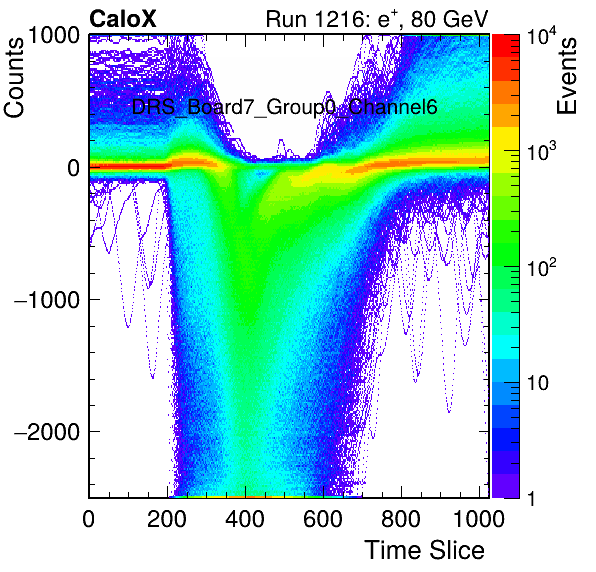 CaloX Run 1216: e⁺, 80 GeV
Counts
Events
DRS_Board7_Group0_Channel6
1000
0
−1000
−2000
0 200 400 600 800 1000
Time Slice
10⁴
10³
10²
10
1